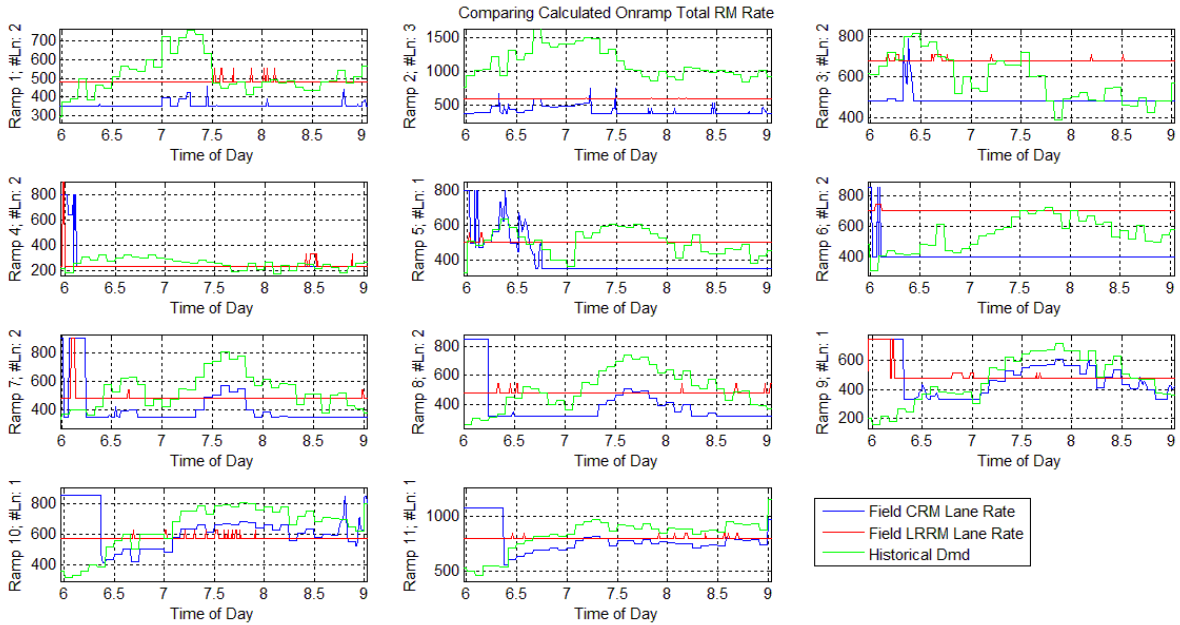 Comparing Calculated Onramp Total RM Rate
Ramp 1; #Ln: 2
700
600
500
400
300
6 6.5 7 7.5 8 8.5 9
Time of Day
Ramp 2; #Ln: 3
1500
1000
500
6 6.5 7 7.5 8 8.5 9
Time of Day
Ramp 3; #Ln: 2
800
600
400
6 6.5 7 7.5 8 8.5 9
Time of Day
Ramp 4; #Ln: 2
800
600
400
200
6 6.5 7 7.5 8 8.5 9
Time of Day
Ramp 5; #Ln: 1
800
600
400
6 6.5 7 7.5 8 8.5 9
Time of Day
Ramp 6; #Ln: 2
800
600
400
6 6.5 7 7.5 8 8.5 9
Time of Day
Ramp 7; #Ln: 2
800
600
400
6 6.5 7 7.5 8 8.5 9
Time of Day
Ramp 8; #Ln: 2
800
600
400
6 6.5 7 7.5 8 8.5 9
Time of Day
Ramp 9; #Ln: 1
600
400
200
6 6.5 7 7.5 8 8.5 9
Time of Day
Ramp 10; #Ln: 1
800
600
400
6 6.5 7 7.5 8 8.5 9
Time of Day
Ramp 11; #Ln: 1
1000
500
6 6.5 7 7.5 8 8.5 9
Time of Day
Field CRM Lane Rate
Field LRRM Lane Rate
Historical Dmd